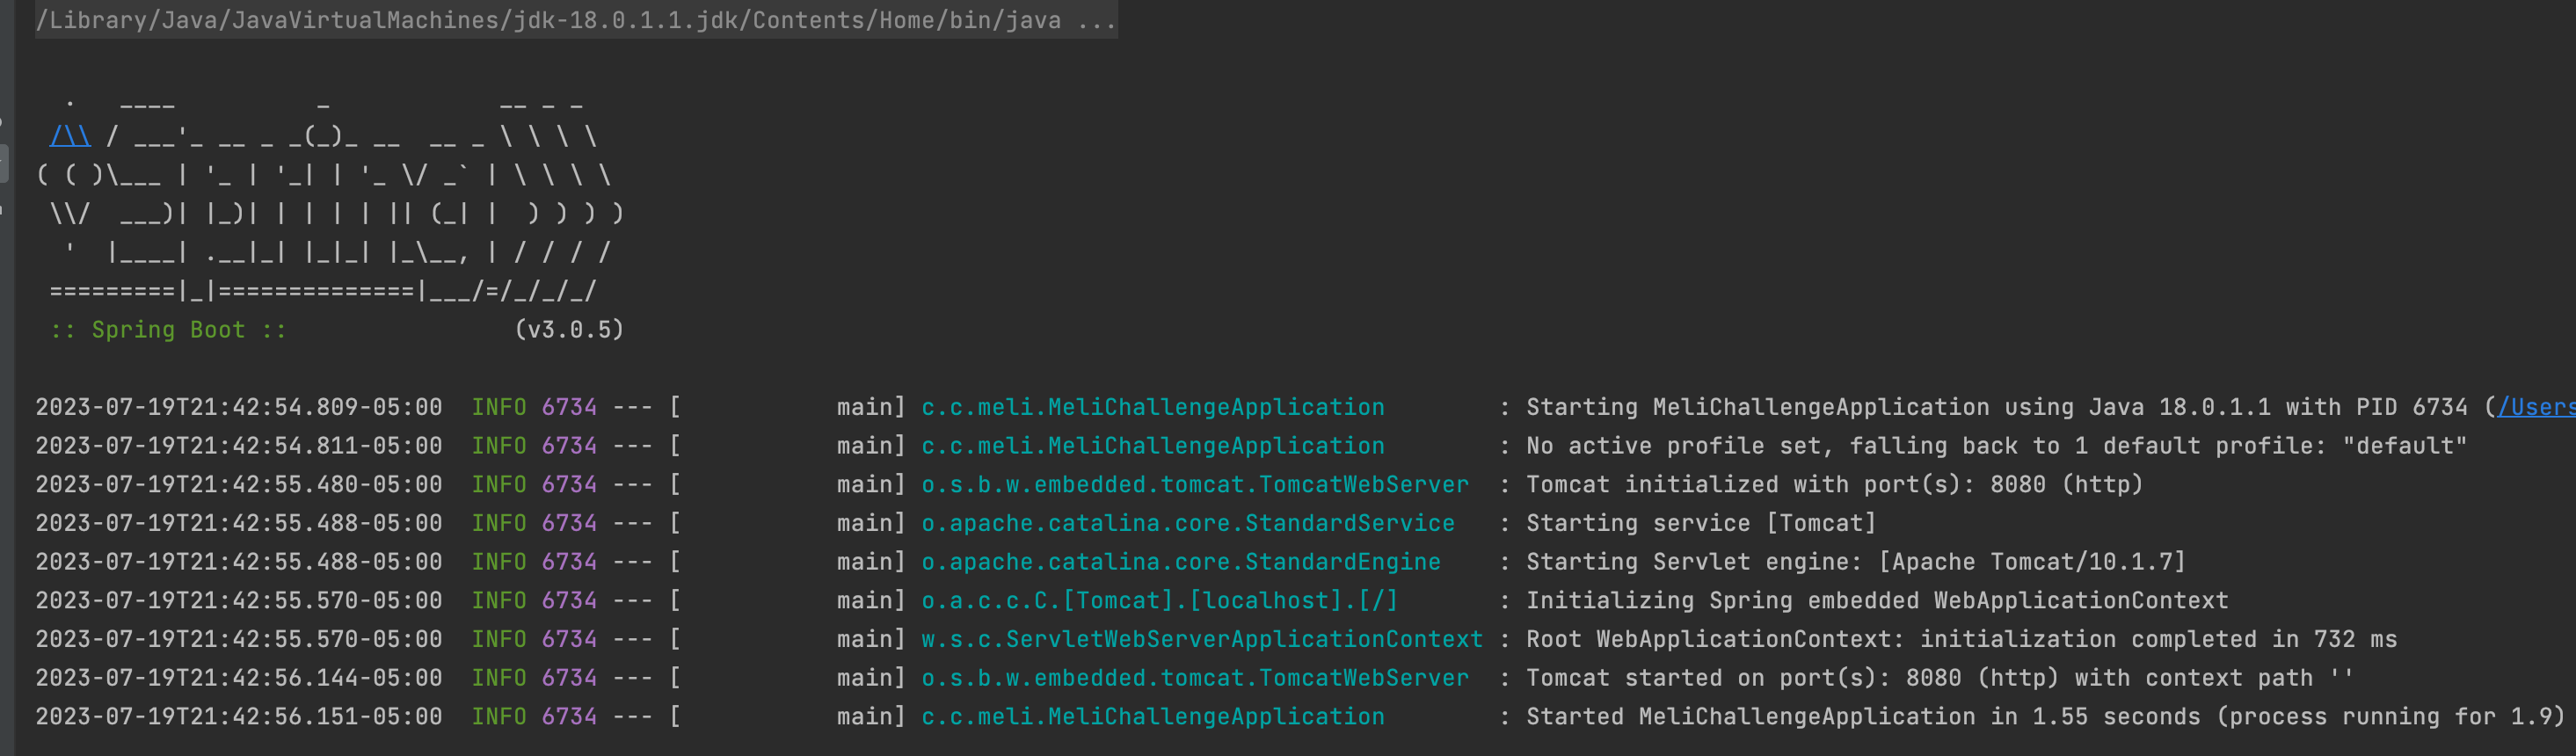 /Library/Java/JavaVirtualMachines/jdk-18.0.1.1.jdk/Contents/Home/bin/java ...
  .   ____          _            __ _ _
 /\\ / ___'_ __ _ _(_)_ __  __ _ \ \ \ \
( ( )\___ | '_ | '_| | '_ \/ _` | \ \ \ \
 \\/  ___)| |_)| | | | | || (_| |  ) ) ) )
  '  |____| .__|_| |_|_| |_\__, | / / / /
 =========|_|==============|___/=/_/_/_/
 :: Spring Boot ::                (v3.0.5)
2023-07-19T21:42:54.809-05:00  INFO 6734 --- [           main] c.c.meli.MeliChallengeApplication        : Starting MeliChallengeApplication using Java 18.0.1.1 with PID 6734 (/Users
2023-07-19T21:42:54.811-05:00  INFO 6734 --- [           main] c.c.meli.MeliChallengeApplication        : No active profile set, falling back to 1 default profile: "default"
2023-07-19T21:42:55.480-05:00  INFO 6734 --- [           main] o.s.b.w.embedded.tomcat.TomcatWebServer  : Tomcat initialized with port(s): 8080 (http)
2023-07-19T21:42:55.488-05:00  INFO 6734 --- [           main] o.apache.catalina.core.StandardService   : Starting service [Tomcat]
2023-07-19T21:42:55.488-05:00  INFO 6734 --- [           main] o.apache.catalina.core.StandardEngine    : Starting Servlet engine: [Apache Tomcat/10.1.7]
2023-07-19T21:42:55.570-05:00  INFO 6734 --- [           main] o.a.c.c.C.[Tomcat].[localhost].[/]       : Initializing Spring embedded WebApplicationContext
2023-07-19T21:42:55.570-05:00  INFO 6734 --- [           main] w.s.c.ServletWebServerApplicationContext : Root WebApplicationContext: initialization completed in 732 ms
2023-07-19T21:42:56.144-05:00  INFO 6734 --- [           main] o.s.b.w.embedded.tomcat.TomcatWebServer  : Tomcat started on port(s): 8080 (http) with context path ''
2023-07-19T21:42:56.151-05:00  INFO 6734 --- [           main] c.c.meli.MeliChallengeApplication        : Started MeliChallengeApplication in 1.55 seconds (process running for 1.9)